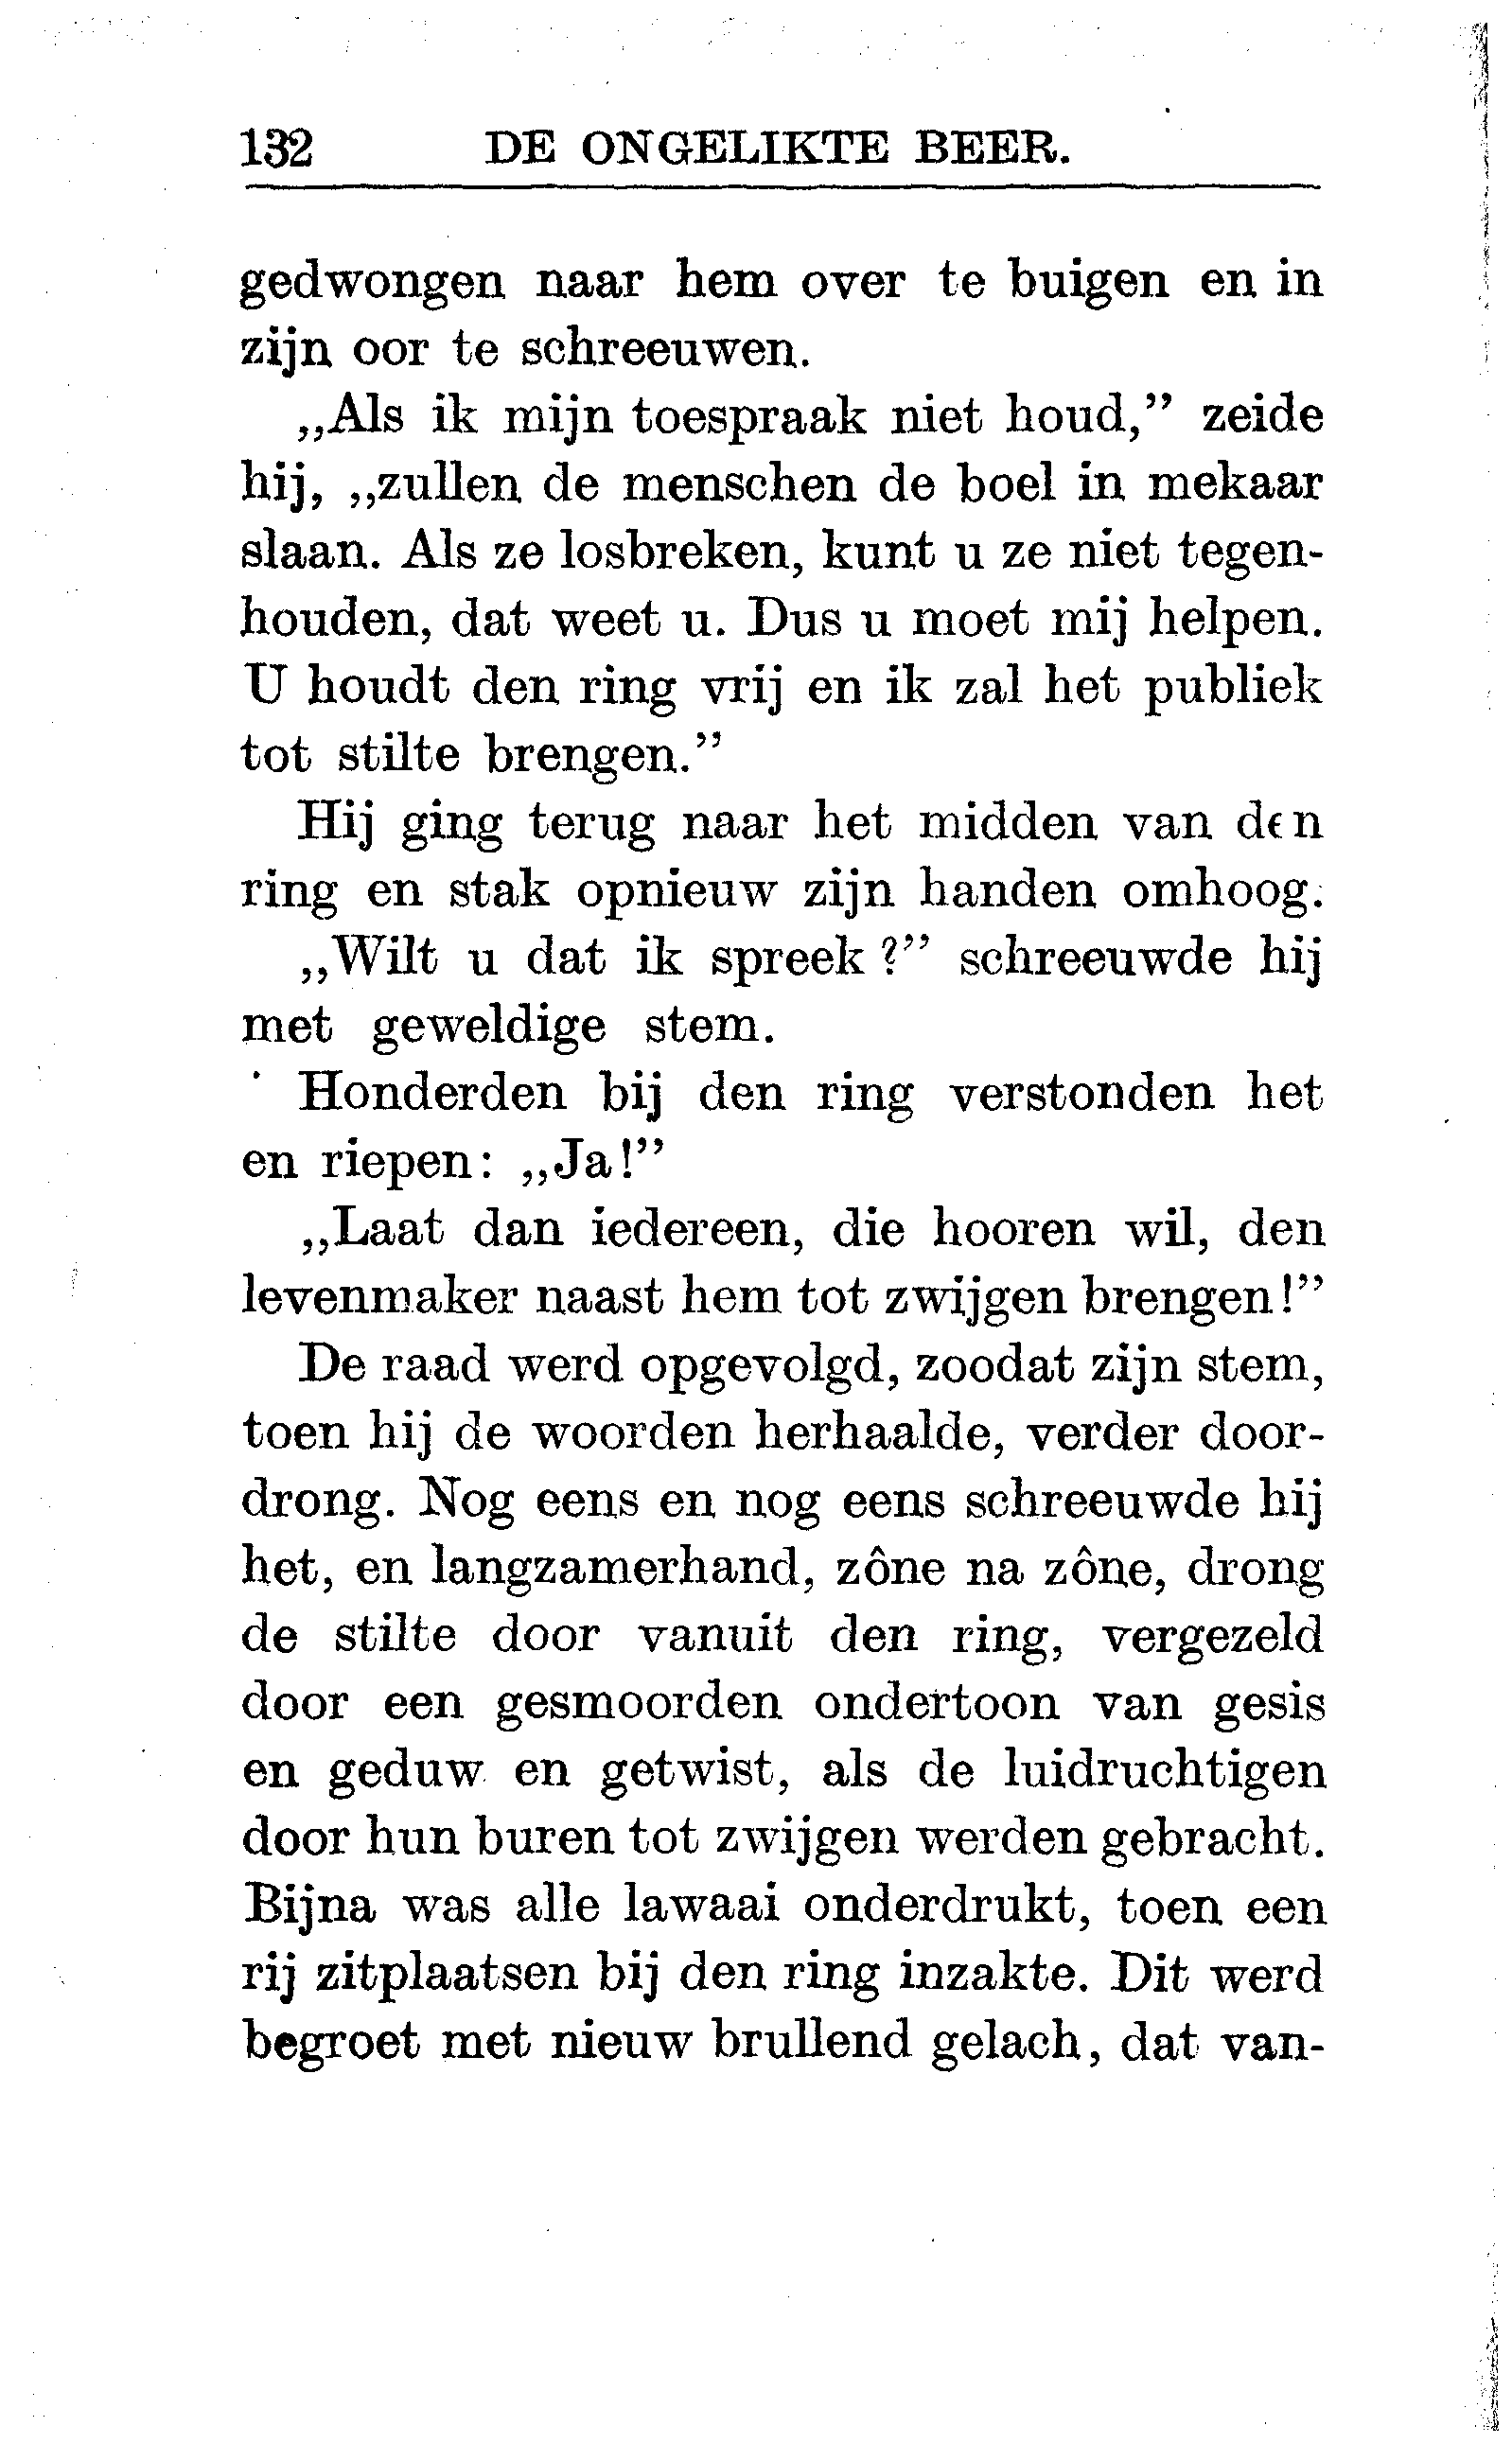 132 DE ONGELIKTE BEER.
gedwongen naar hem over te buigen en in
zijn oor te schreeuwen.
„Als ik mijn toespraak niet houd,” zeide
hij, „zullen de menschen de boel in mekaar
slaan. Als ze losbreken, kunt u ze niet tegen-
houden, dat weet u. Dus u moet mij helpen.
U houdt den ring vrij en ik zal het publiek
tot stilte brengen.”
Hij ging terug naar het midden van den
ring en stak opnieuw zijn handen omhoog.
„Wilt u dat ik spreek?” schreeuwde hij
met geweldige stem.
Honderden bij den ring verstonden het
en riepen: „Ja!”
„Laat dan iedereen, die hooren wil, den
levenmaker naast hem tot zwijgen brengen!”
De raad werd opgevolgd, zoodat zijn stem,
toen hij de woorden herhaalde, verder door-
drong. Nog eens en nog eens schreeuwde hij
het, en langzamerhand, zône na zône, drong
de stilte door vanuit den ring, vergezeld
door een gesmoorden ondertoon van gesis
en geduw en getwist, als de luidruchtigen
door hun buren tot zwijgen werden gebracht.
Bijna was alle lawaai onderdrukt, toen een
rij zitplaatsen bij den ring inzakte. Dit werd
begroet met nieuw brullend gelach, dat van-